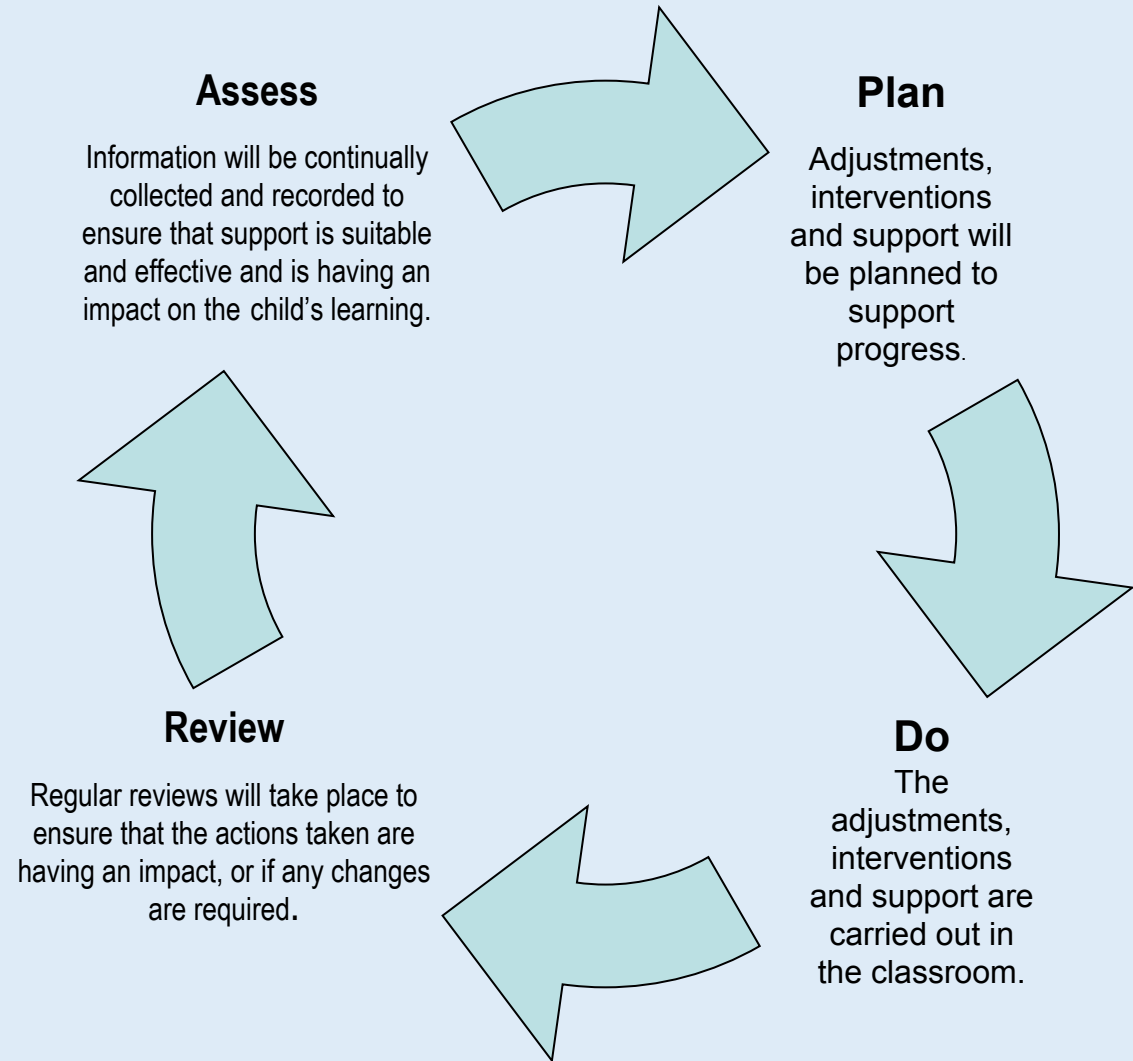 Assess
Information will be continually
collected and recorded to
ensure that support is suitable
and effective and is having an
impact on the child’s learning.
Plan
Adjustments,
interventions
and support will
be planned to
support
progress.
Do
The
adjustments,
interventions
and support are
carried out in
the classroom.
Review
Regular reviews will take place to
ensure that the actions taken are
having an impact, or if any changes
are required.